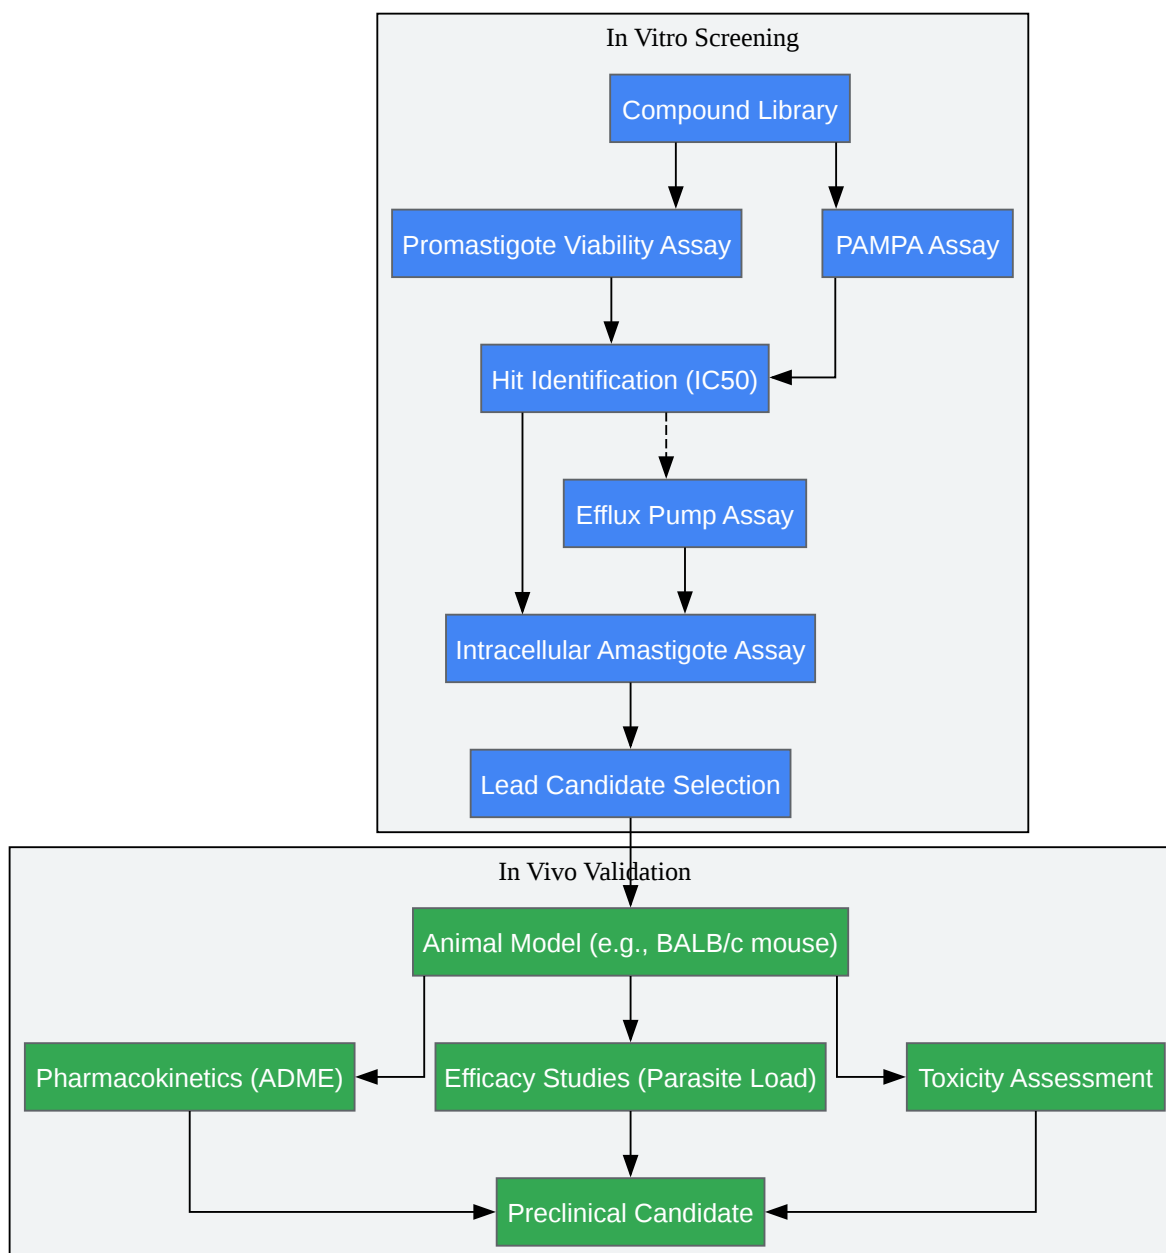 In Vitro Screening
Compound Library
Promastigote Viability Assay
PAMPA Assay
Hit Identification (IC50)
Efflux Pump Assay
Intracellular Amastigote Assay
Lead Candidate Selection
In Vivo Validation
Animal Model (e.g., BALB/c mouse)
Pharmacokinetics (ADME)
Efficacy Studies (Parasite Load)
Toxicity Assessment
Preclinical Candidate